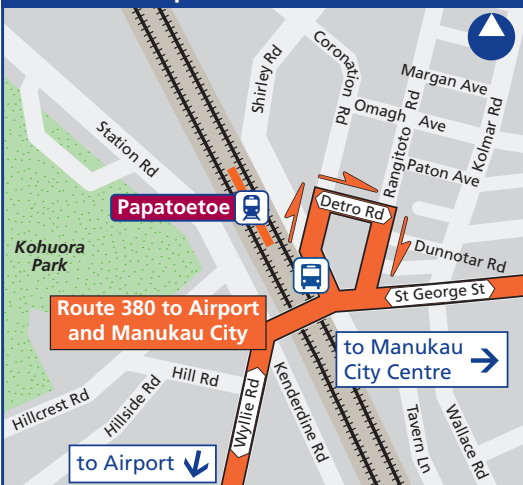 Shirley Rd
Coronation Rd
Margan Ave
Omagh Ave
Rangitoto Rd
Kolmar Rd
Paton Ave
Station Rd
Papatoetoe
Detro Rd
Dunnotar Rd
Kohuora
Park
St George St
Route 380 to Airport
and Manukau City
to Manukau
City Centre
Hill Rd
Hillcrest Rd
Hillside Rd
Wyllie Rd
Kenderdine Rd
Tavern Ln
Wallace Rd
to Airport